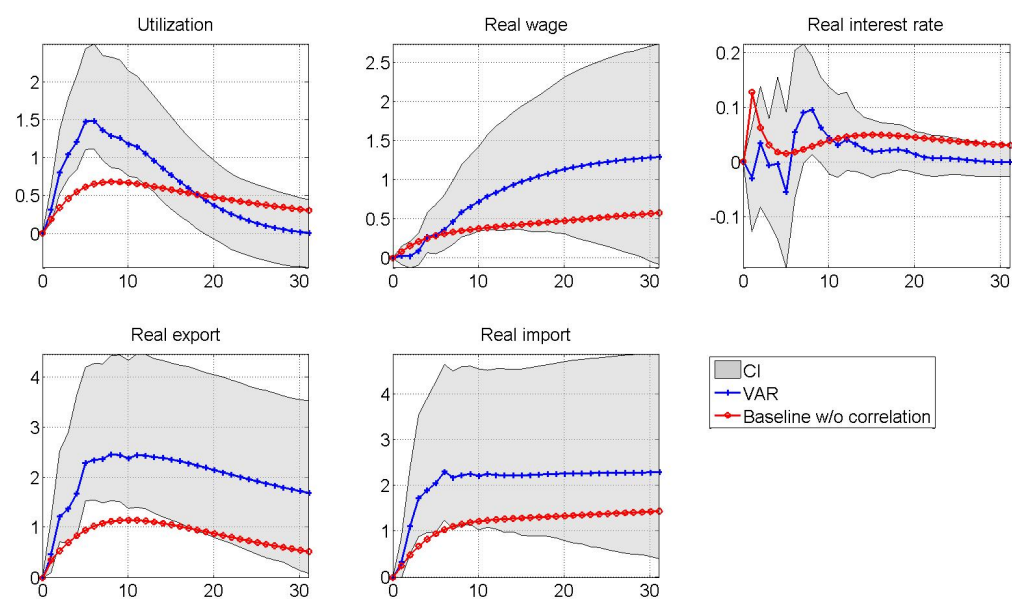 Utilization
2
1.5
1
0.5
0
0 10 20 30
Real wage
2.5
2
1.5
1
0.5
0
0 10 20 30
Real interest rate
0.2
0.1
0
-0.1
0 10 20 30
Real export
4
3
2
1
0
0 10 20 30
Real import
4
3
2
1
0
0 10 20 30
CI
VAR
Baseline w/o correlation